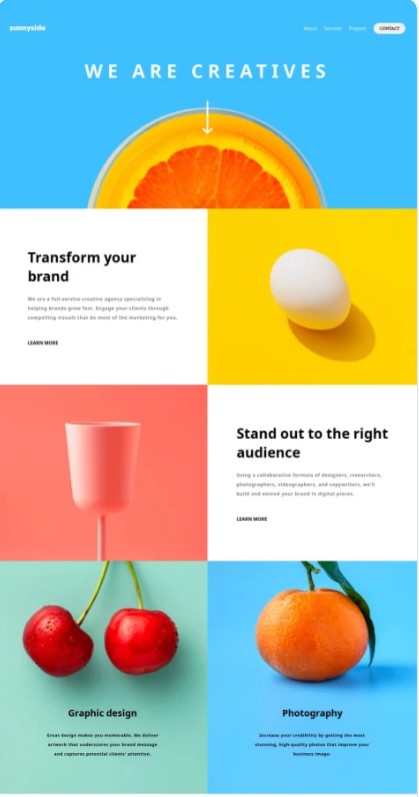 sunnyside
About Services Projects CONTACT
WE ARE CREATIVES
Transform your
brand
We are a full-service creative agency specializing in
helping brands grow fast. Engage your clients through
compelling visuals that do most of the marketing for you.
LEARN MORE
Stand out to the right
audience
Using a collaborative formula of designers, researchers,
photographers, videographers, and copywriters, we'll
build and extend your brand in digital places.
LEARN MORE
Graphic design
Great design makes you memorable. We deliver
artwork that underscores your brand message
and captures potential clients' attention.
Photography
Increase your credibility by getting the most
stunning, high-quality photos that improve your
business image.